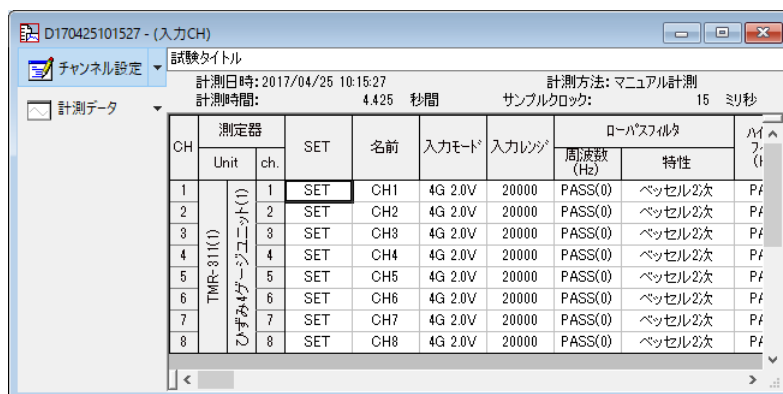 D170425101527 - (入力CH)
チャンネル設定
計測データ
試験タイトル
計測日時: 2017/04/25 10:15:27 計測方法: マニュアル計測
計測時間: 4.425 秒間 サンプルクロック: 15 ミリ秒
CH 測定器 SET 名前 入力モード 入力レンジ ローパスフィルタ
Unit ch. 周波数(Hz) 特性
TMR-311(1) ひずみ4ゲージユニット(1)
1 1 SET CH1 4G 2.0V 20000 PASS(0) ベッセル2次
2 2 SET CH2 4G 2.0V 20000 PASS(0) ベッセル2次
3 3 SET CH3 4G 2.0V 20000 PASS(0) ベッセル2次
4 4 SET CH4 4G 2.0V 20000 PASS(0) ベッセル2次
5 5 SET CH5 4G 2.0V 20000 PASS(0) ベッセル2次
6 6 SET CH6 4G 2.0V 20000 PASS(0) ベッセル2次
7 7 SET CH7 4G 2.0V 20000 PASS(0) ベッセル2次
8 8 SET CH8 4G 2.0V 20000 PASS(0) ベッセル2次